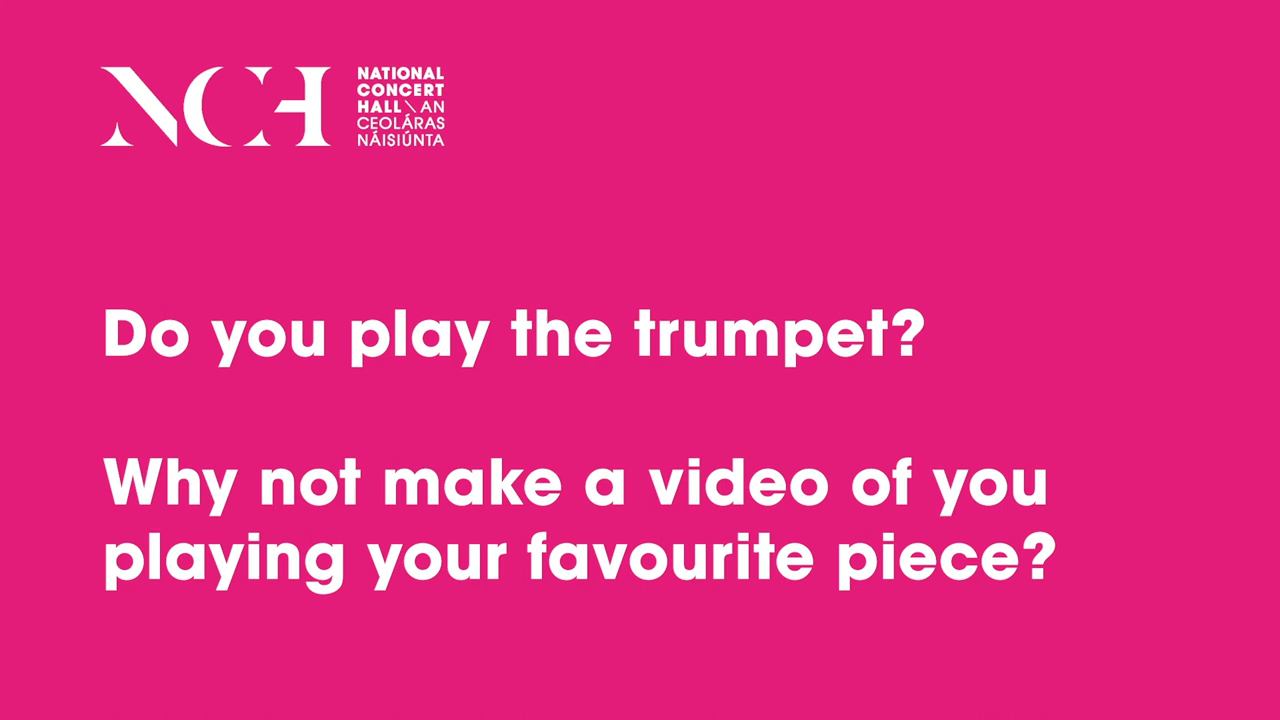 NCH
NATIONAL
CONCERT
HALL \ AN
CEOLÁRAS
NÁISIÚNTA
Do you play the trumpet?
Why not make a video of you
playing your favourite piece?